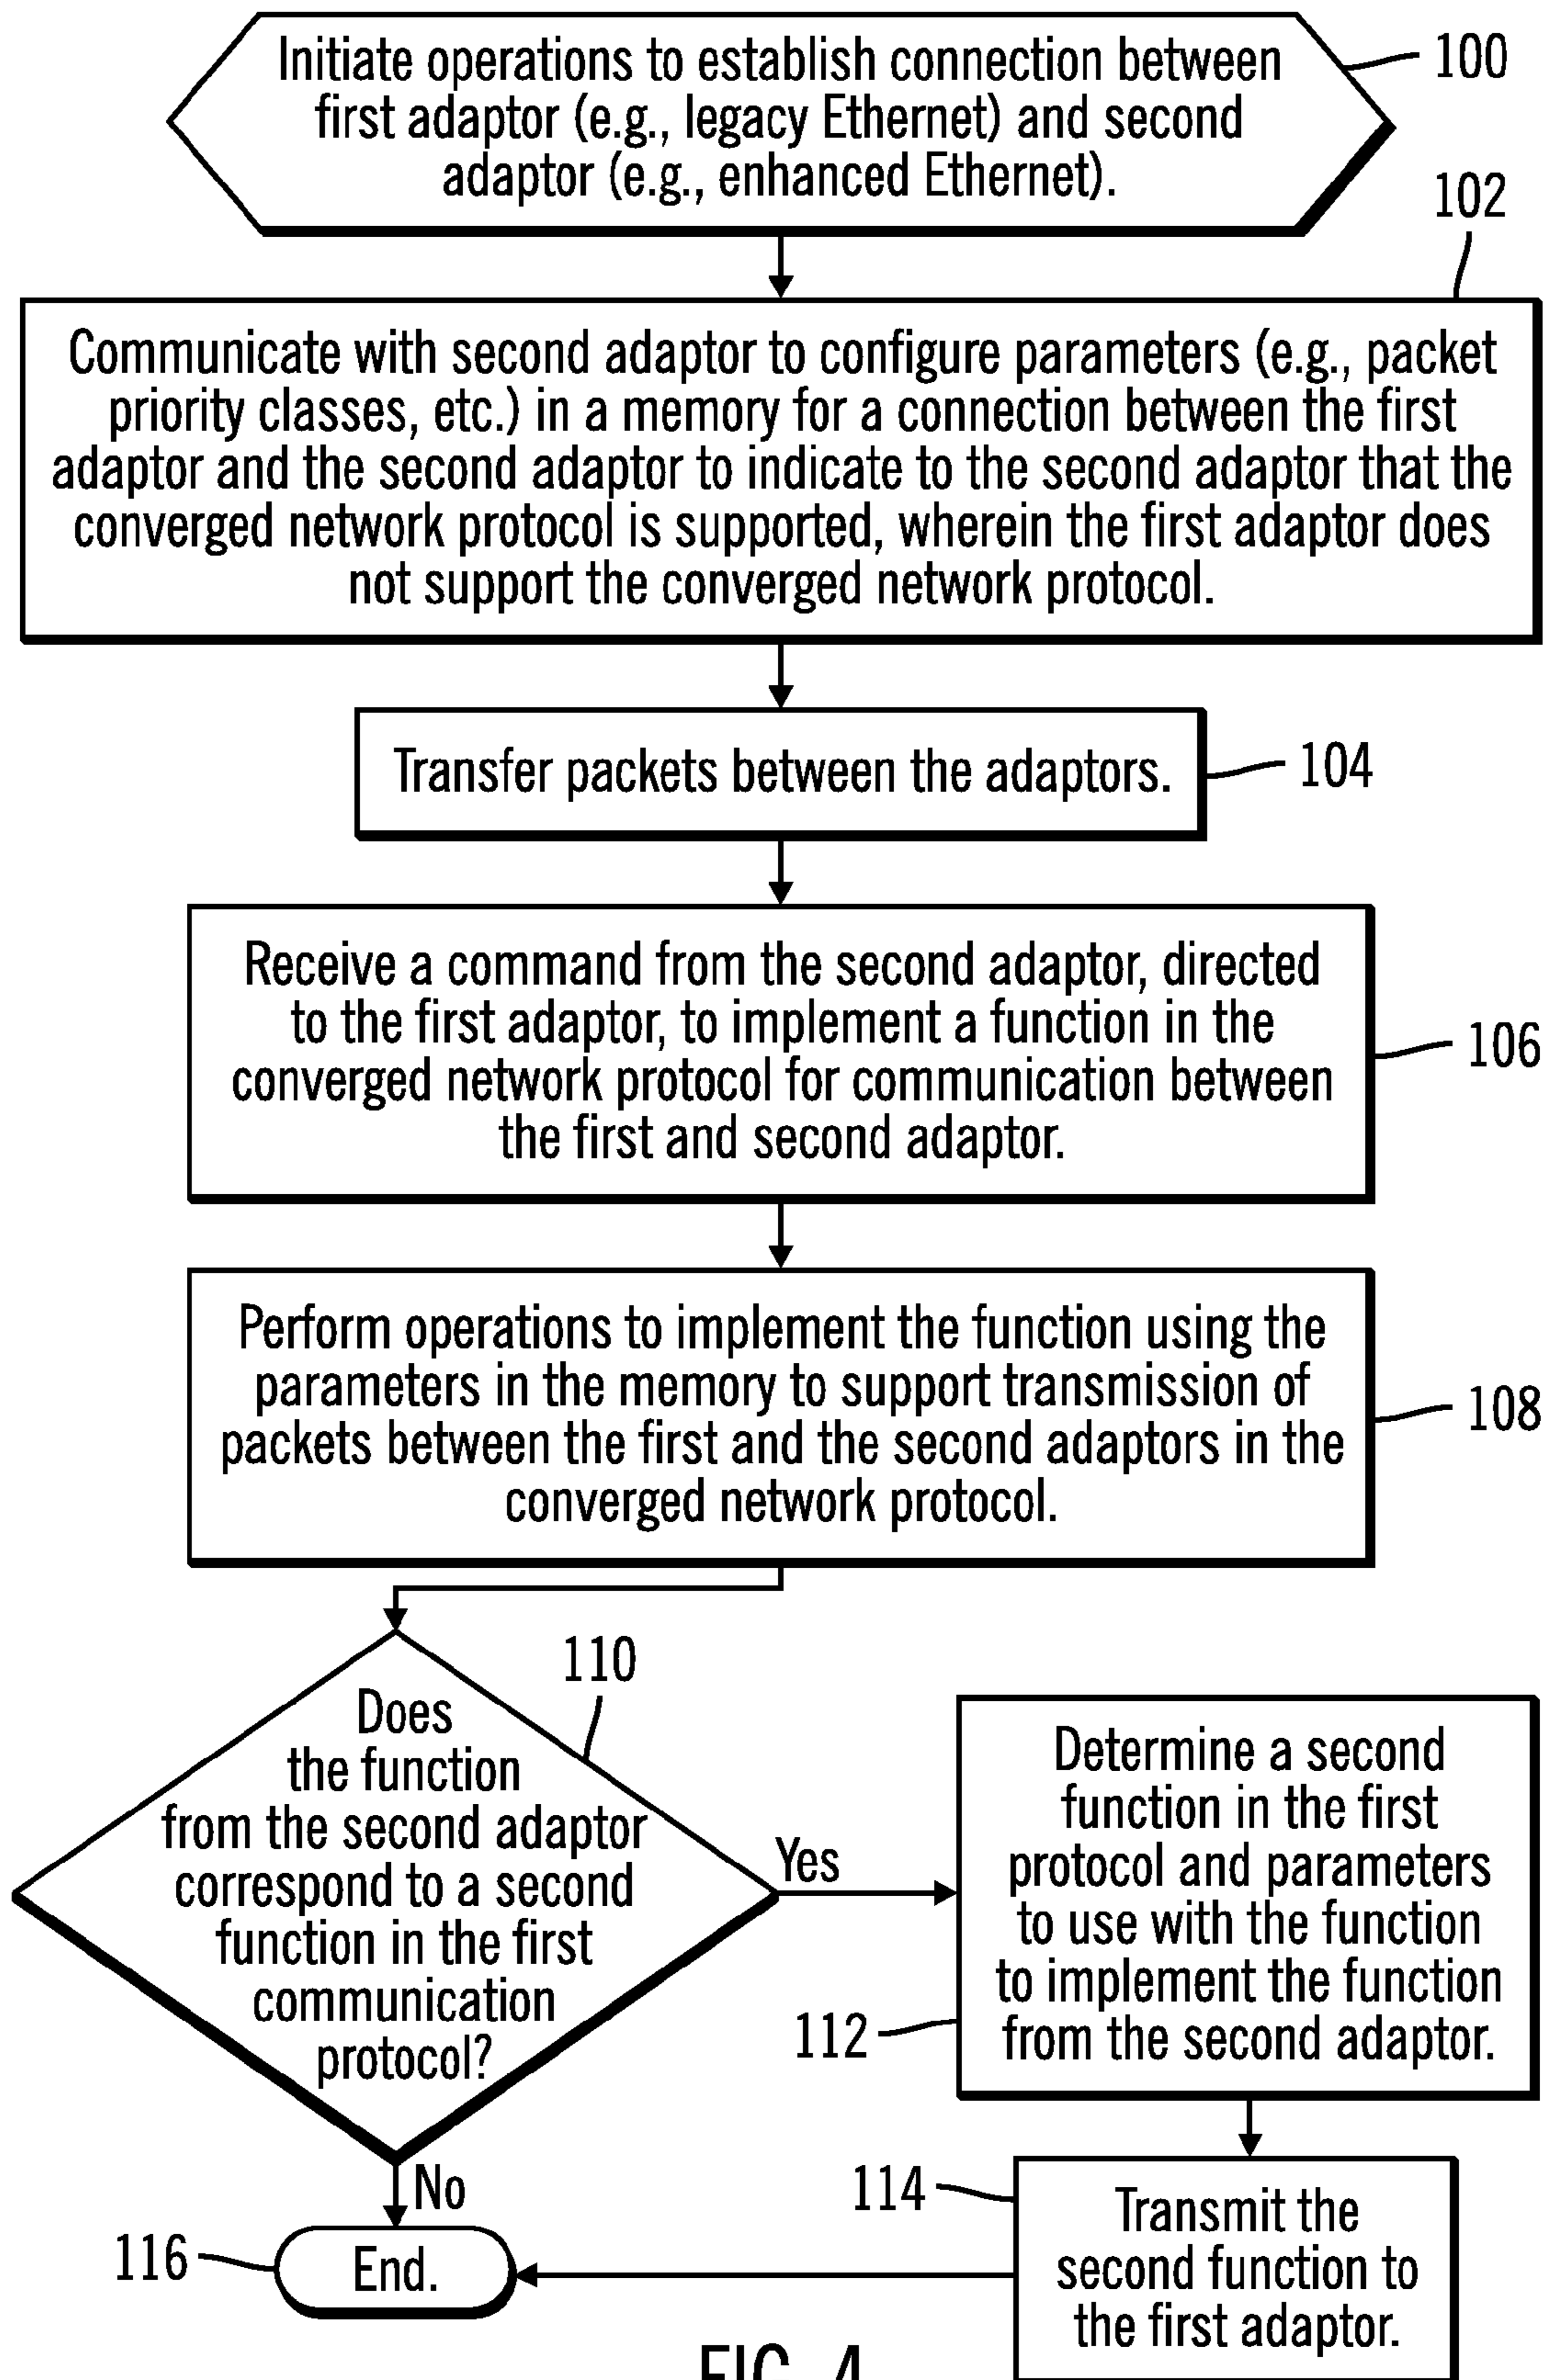 Initiate operations to establish connection between
first adaptor (e.g., legacy Ethernet) and second
adaptor (e.g., enhanced Ethernet).
100
102
Communicate with second adaptor to configure parameters (e.g., packet
priority classes, etc.) in a memory for a connection between the first
adaptor and the second adaptor to indicate to the second adaptor that the
converged network protocol is supported, wherein the first adaptor does
not support the converged network protocol.
Transfer packets between the adaptors.
104
Receive a command from the second adaptor, directed
to the first adaptor, to implement a function in the
converged network protocol for communication between
the first and second adaptor.
106
Perform operations to implement the function using the
parameters in the memory to support transmission of
packets between the first and the second adaptors in the
converged network protocol.
108
110
Does
the function
from the second adaptor
correspond to a second
function in the first
communication
protocol?
Yes
Determine a second
function in the first
protocol and parameters
to use with the function
to implement the function
from the second adaptor.
112
No
114
Transmit the
second function to
the first adaptor.
116
End.
FIG. 4